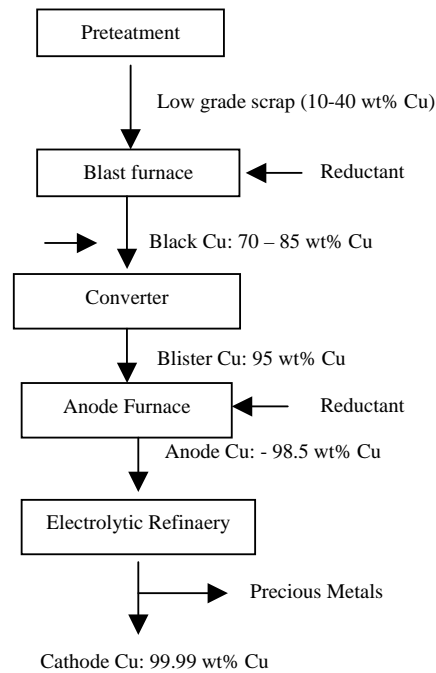 Pretreatment
Low grade scrap (10-40 wt% Cu)
Blast furnace
Reductant
Black Cu: 70 – 85 wt% Cu
Converter
Blister Cu: 95 wt% Cu
Anode Furnace
Reductant
Anode Cu: - 98.5 wt% Cu
Electrolytic Refinaery
Precious Metals
Cathode Cu: 99.99 wt% Cu